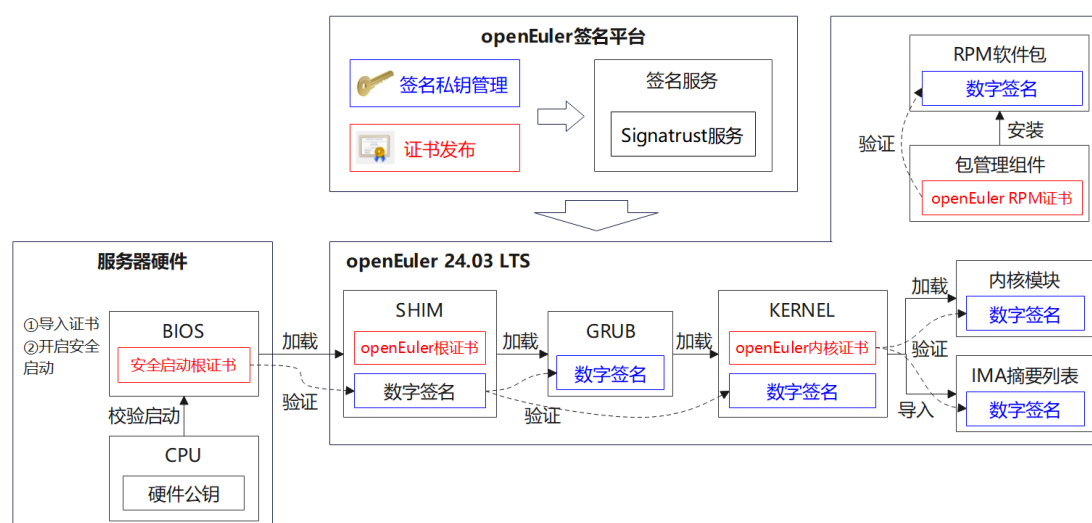 openEuler签名平台
签名私钥管理
证书发布
签名服务
Signatrust服务
RPM软件包
数字签名
安装
验证
包管理组件
openEuler RPM证书
服务器硬件
①导入证书
②开启安全
启动
BIOS
安全启动根证书
校验启动
CPU
硬件公钥
加载
验证
openEuler 24.03 LTS
SHIM
openEuler根证书
数字签名
加载
验证
GRUB
数字签名
加载
KERNEL
openEuler内核证书
数字签名
加载
验证
导入
内核模块
数字签名
IMA摘要列表
数字签名